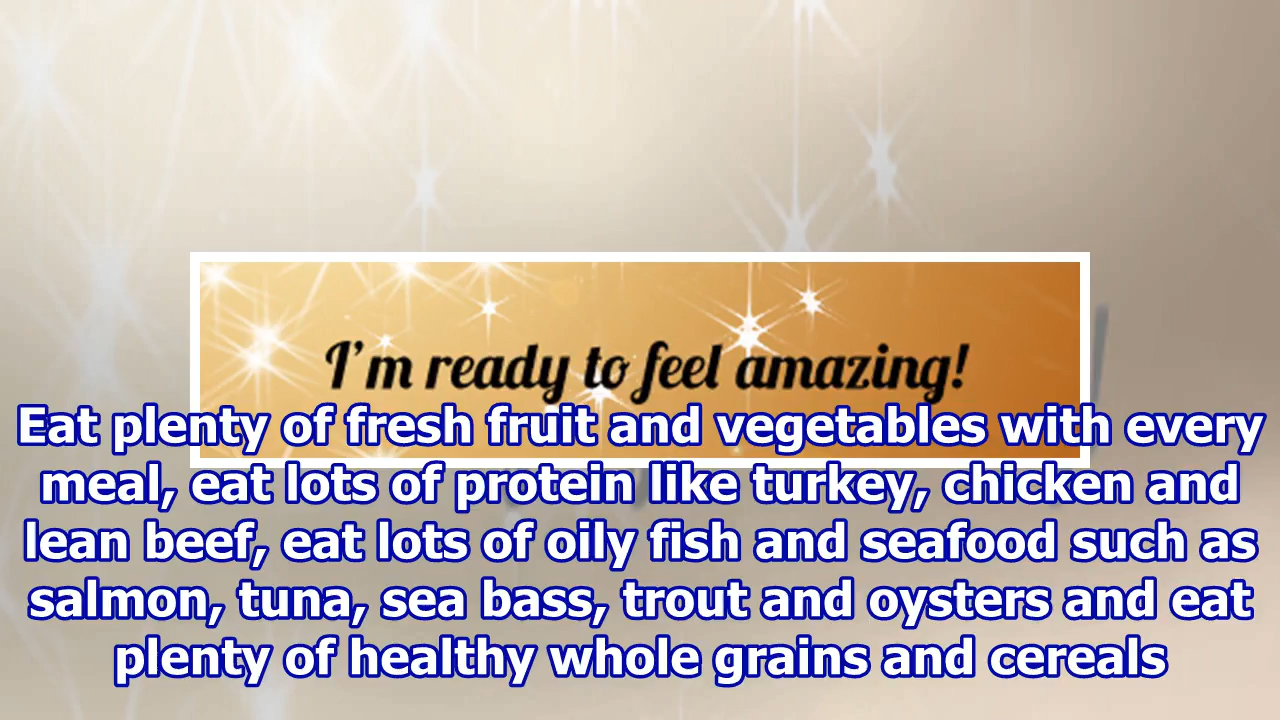 I'm ready to feel amazing!
Eat plenty of fresh fruit and vegetables with every
meal, eat lots of protein like turkey, chicken and
lean beef, eat lots of oily fish and seafood such as
salmon, tuna, sea bass, trout and oysters and eat
plenty of healthy whole grains and cereals